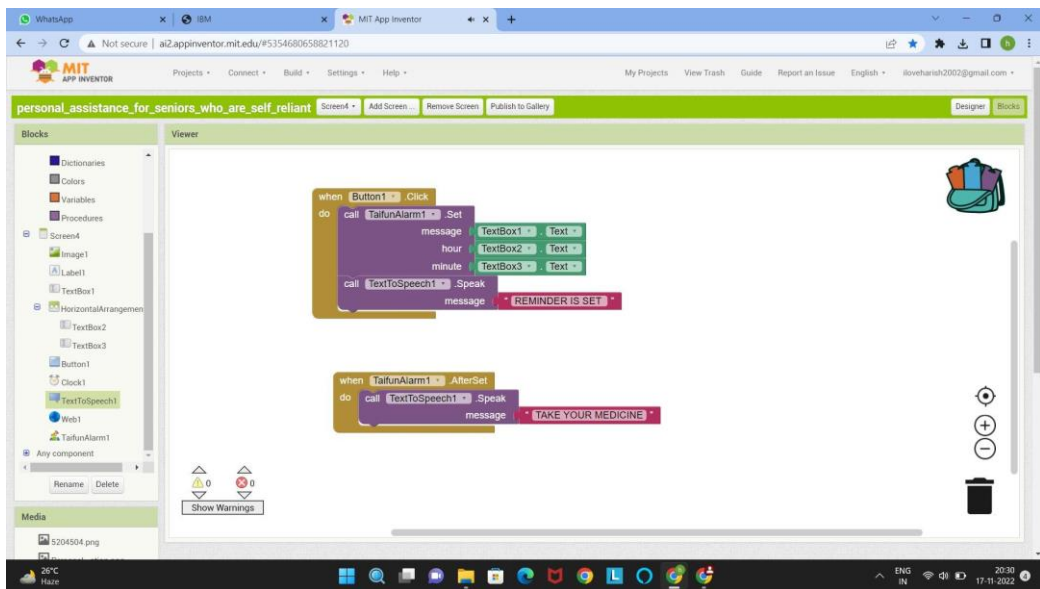 WhatsApp
IBM
MIT App Inventor
Not secure | ai2.appinventor.mit.edu/#5354680658821120
h
MIT
APP INVENTOR
Projects Connect Build Settings Help
My Projects View Trash Guide Report an Issue English iloveharish2002@gmail.com
personal_assistance_for_seniors_who_are_self_reliant
Screen4 Add Screen ... Remove Screen Publish to Gallery
Designer Blocks
Blocks
Viewer
Dictionaries
Colors
Variables
Procedures
Screen4
Image1
Label1
TextBox1
HorizontalArrangemen
TextBox2
TextBox3
Button1
Clock1
TextToSpeech1
Web1
TaifunAlarm1
Any component
Rename Delete
Media
5204504.png
when Button1 .Click
do call TaifunAlarm1 .Set
message TextBox1 . Text
hour TextBox2 . Text
minute TextBox3 . Text
call TextToSpeech1 .Speak
message " REMINDER IS SET "
when TaifunAlarm1 .AfterSet
do call TextToSpeech1 .Speak
message " TAKE YOUR MEDICINE "
0 0
Show Warnings
26°C
Haze
ENG
IN
20:30
17-11-2022
4